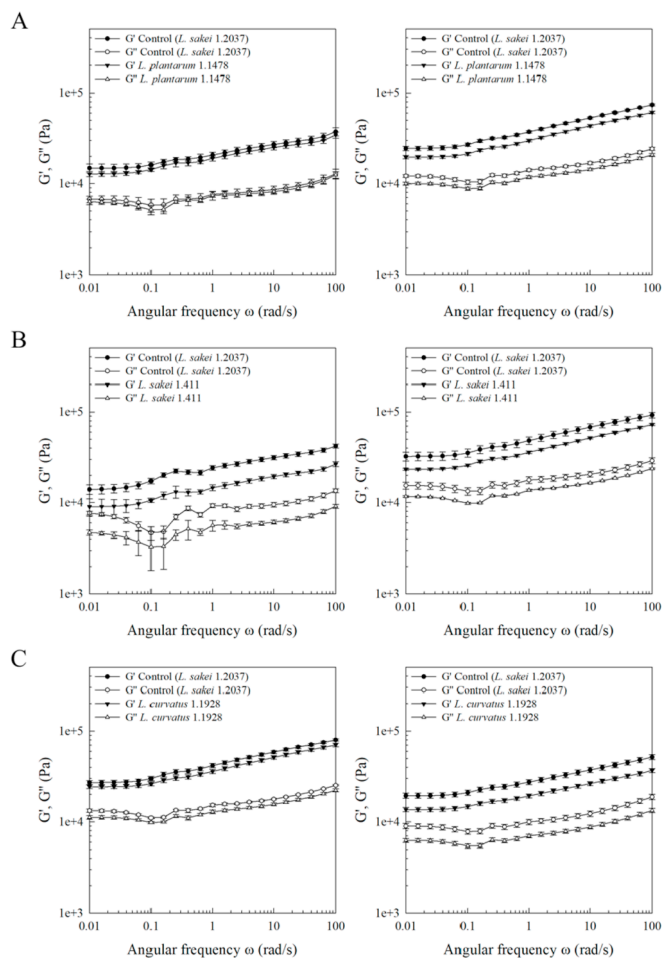 A
G' Control (L. sakei 1.2037)
G'' Control (L. sakei 1.2037)
G' L. plantarum 1.1478
G'' L. plantarum 1.1478
1e+5
1e+4
1e+3
G', G'' (Pa)
0.01 0.1 1 10 100
Angular frequency ω (rad/s)
G' Control (L. sakei 1.2037)
G'' Control (L. sakei 1.2037)
G' L. plantarum 1.1478
G'' L. plantarum 1.1478
1e+5
1e+4
1e+3
G', G'' (Pa)
0.01 0.1 1 10 100
Angular frequency ω (rad/s)
B
G' Control (L. sakei 1.2037)
G'' Control (L. sakei 1.2037)
G' L. sakei 1.411
G'' L. sakei 1.411
1e+5
1e+4
1e+3
G', G'' (Pa)
0.01 0.1 1 10 100
Angular frequency ω (rad/s)
G' Control (L. sakei 1.2037)
G'' Control (L. sakei 1.2037)
G' L. sakei 1.411
G'' L. sakei 1.411
1e+5
1e+4
1e+3
G', G'' (Pa)
0.01 0.1 1 10 100
Angular frequency ω (rad/s)
C
G' Control (L. sakei 1.2037)
G'' Control (L. sakei 1.2037)
G' L. curvatus 1.1928
G'' L. curvatus 1.1928
1e+5
1e+4
1e+3
G', G'' (Pa)
0.01 0.1 1 10 100
Angular frequency ω (rad/s)
G' Control (L. sakei 1.2037)
G'' Control (L. sakei 1.2037)
G' L. curvatus 1.1928
G'' L. curvatus 1.1928
1e+5
1e+4
1e+3
G', G'' (Pa)
0.01 0.1 1 10 100
Angular frequency ω (rad/s)